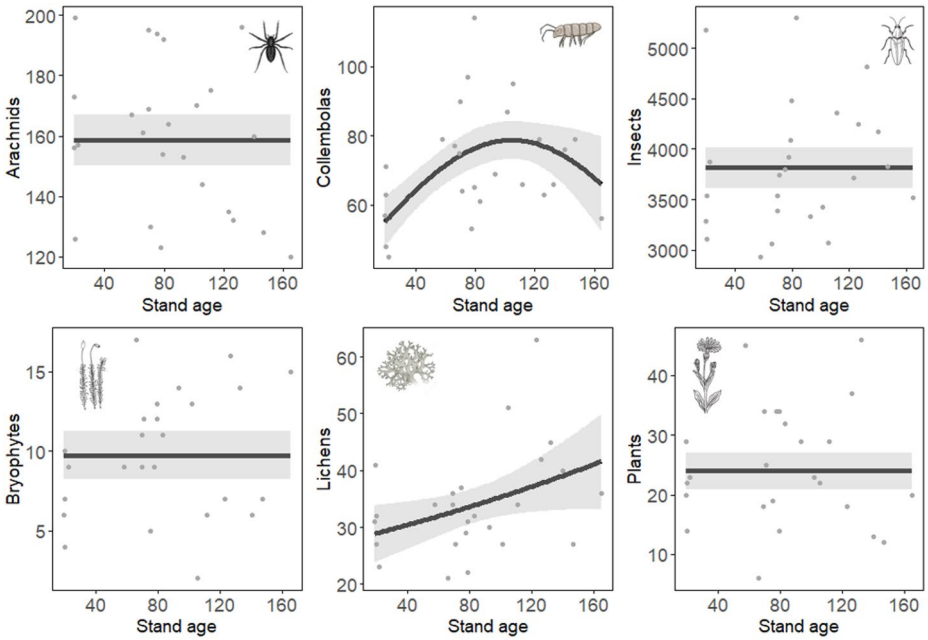 Arachnids
200
180
160
140
120
40 80 120 160
Stand age
Collembolas
100
80
60
40 80 120 160
Stand age
Insects
5000
4500
4000
3500
3000
40 80 120 160
Stand age
Bryophytes
15
10
5
40 80 120 160
Stand age
Lichens
60
50
40
30
20
40 80 120 160
Stand age
Plants
40
30
20
10
40 80 120 160
Stand age